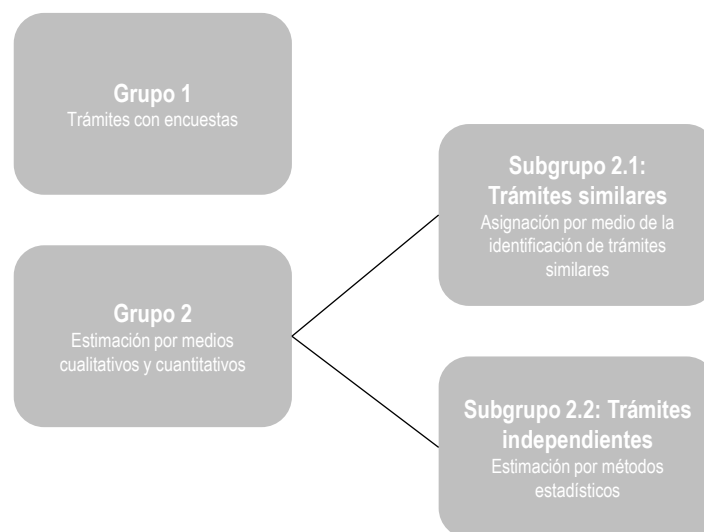 Grupo 1
Trámites con encuestas
Grupo 2
Estimación por medios
cualitativos y cuantitativos
Subgrupo 2.1:
Trámites similares
Asignación por medio de la
identificación de trámites
similares
Subgrupo 2.2: Trámites
independientes
Estimación por métodos
estadísticos